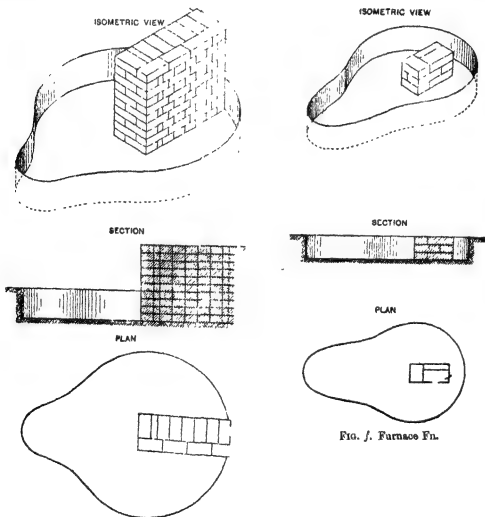 ISOMETRIC VIEW
SECTION
PLAN
ISOMETRIC VIEW
SECTION
PLAN
FIG. f. Furnace Fn.